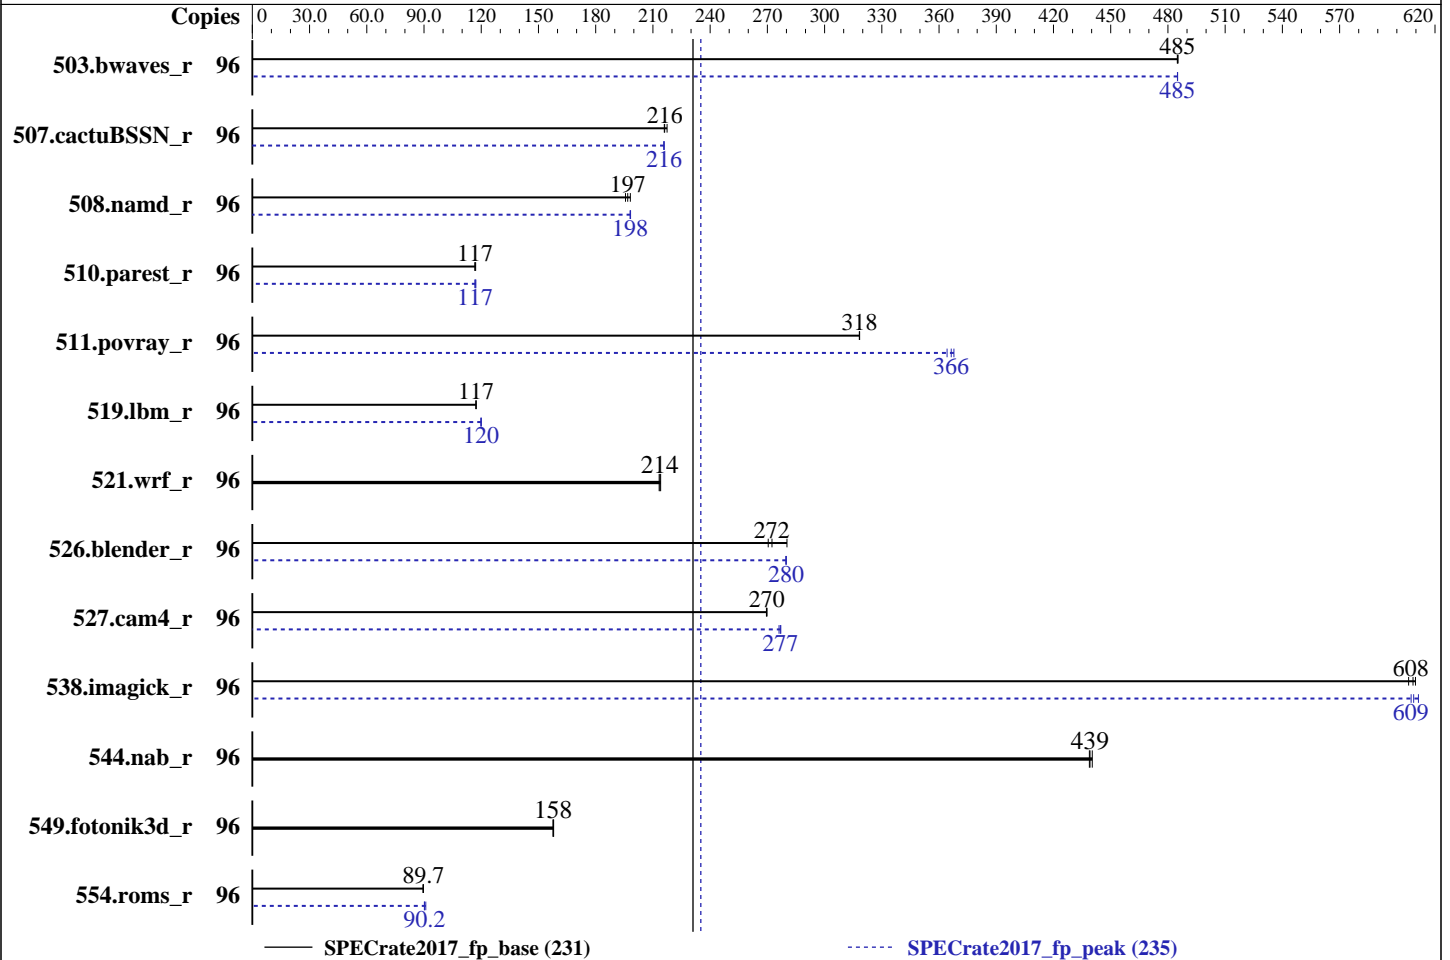 Copies 0 30.0 60.0 90.0 120 150 180 210 240 270 300 330 360 390 420 450 480 510 540 570 620
503.bwaves_r 96 485
485
507.cactuBSSN_r 96 216
216
508.namd_r 96 197
198
510.parest_r 96 117
117
511.povray_r 96 318
366
519.lbm_r 96 117
120
521.wrf_r 96 214
526.blender_r 96 272
280
527.cam4_r 96 270
277
538.imagick_r 96 608
609
544.nab_r 96 439
549.fotonik3d_r 96 158
554.roms_r 96 89.7
90.2
SPECrate2017_fp_base (231) SPECrate2017_fp_peak (235)